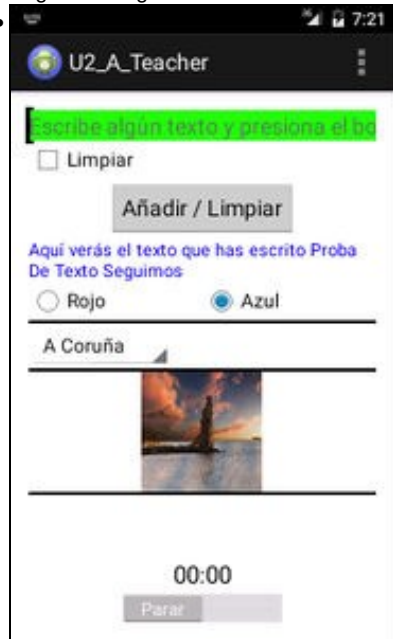 7:21
U2_A_Teacher
Escribe algún texto y presiona el bo
Limpiar
Añadir / Limpiar
Aquí verás el texto que has escrito Proba
De Texto Seguimos
Rojo Azul
A Coruña
00:00
Parar